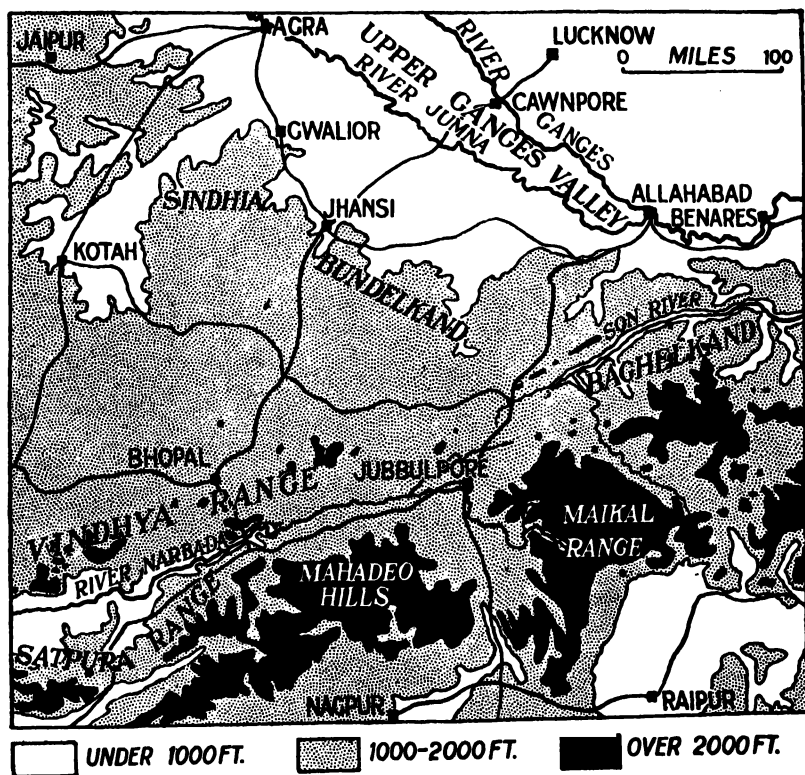 JAIPUR
AGRA
UPPER GANGES VALLEY
RIVER GANGES
RIVER JUMNA
LUCKNOW
0 MILES 100
CAWNPORE
GWALIOR
SINDHIA
JHANSI
ALLAHABAD
BENARES
KOTAH
BUNDELKAND
SON RIVER
BAGHELKAND
BHOPAL
JUBBULPORE
VINDHYA RANGE
RIVER NARBADA
MAIKAL
RANGE
MAHADEO
HILLS
SATPURA RANGE
NAGPUR
RAIPUR
UNDER 1000 FT.
1000-2000 FT.
OVER 2000 FT.